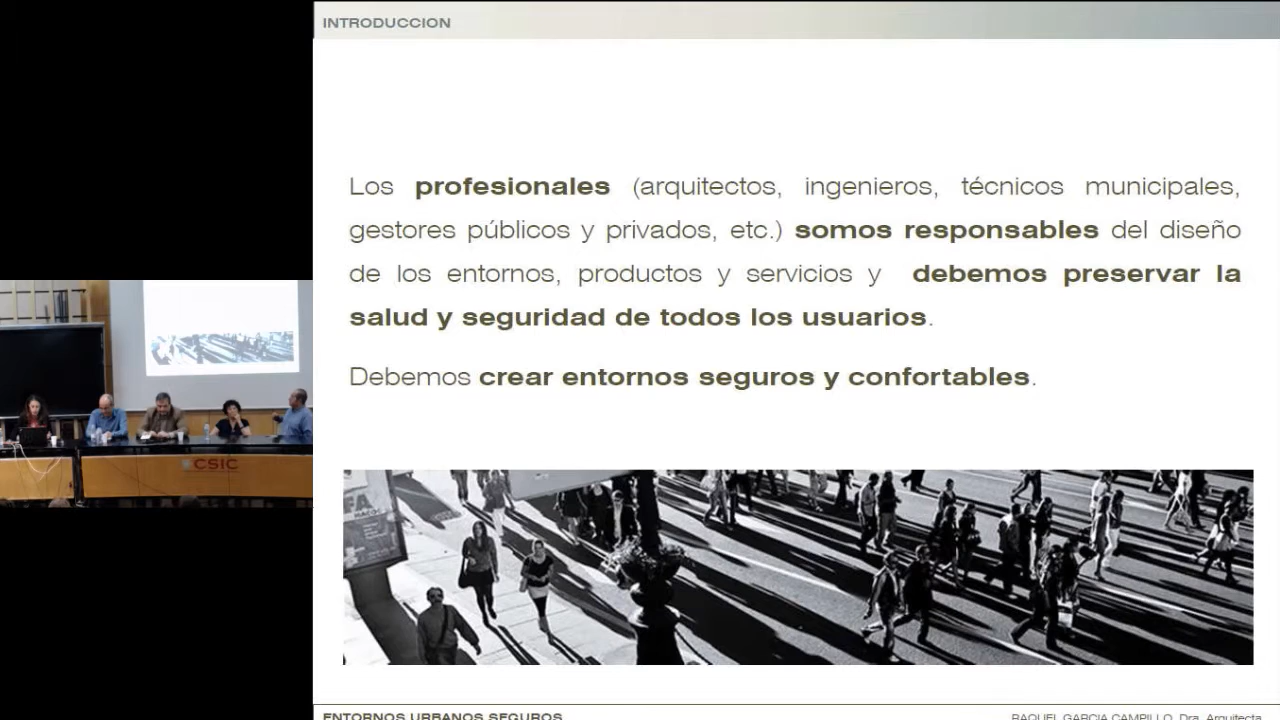 INTRODUCCION
Los profesionales (arquitectos, ingenieros, técnicos municipales,
gestores públicos y privados, etc.) somos responsables del diseño
de los entornos, productos y servicios y debemos preservar la
salud y seguridad de todos los usuarios.
Debemos crear entornos seguros y confortables.
CSIC
ENTORNOS URBANOS SEGUROS
RAQUEL GARCIA CAMPILLO. Dra. Arquitecta